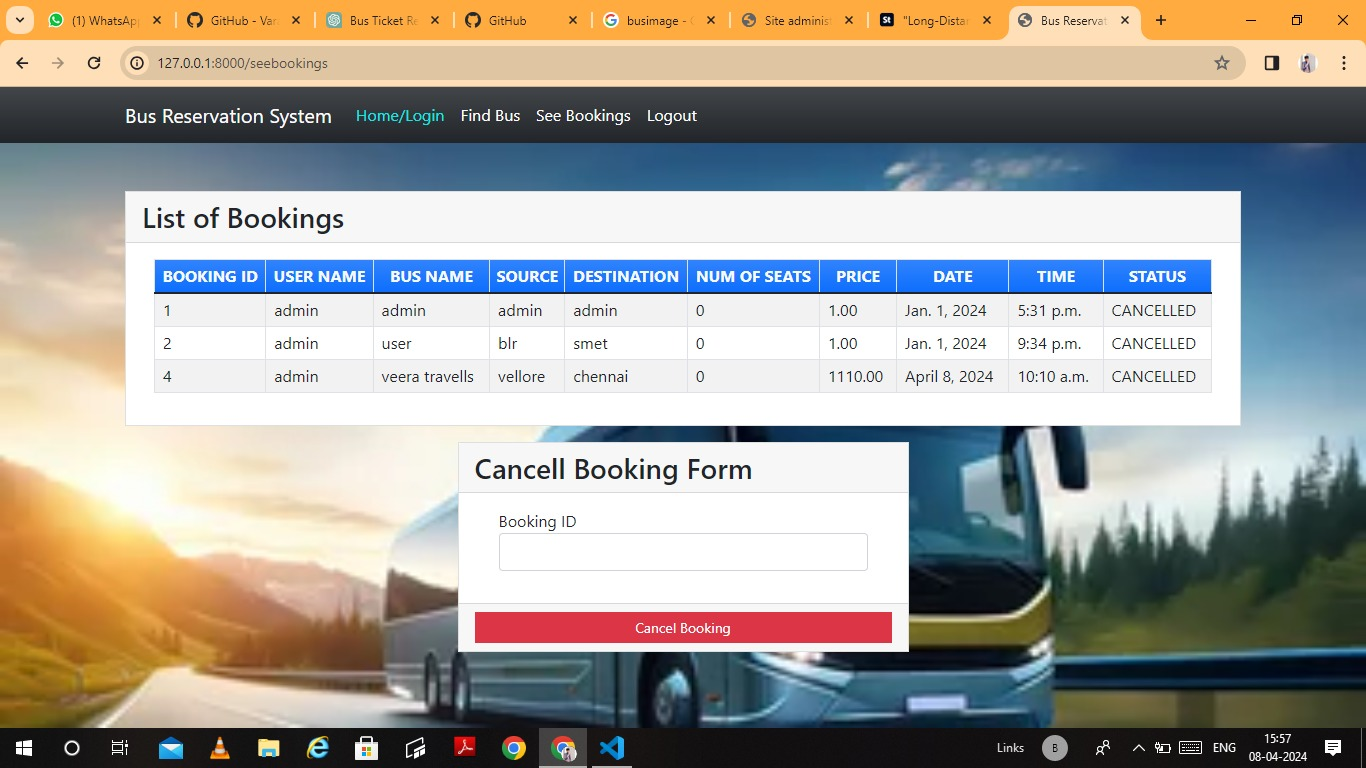 (1) WhatsAp
GitHub - Var
Bus Ticket Re
GitHub
busimage - G
Site administ
"Long-Distan
Bus Reservat
127.0.0.1:8000/seebookings
Bus Reservation System Home/Login Find Bus See Bookings Logout
List of Bookings
BOOKING ID USER NAME BUS NAME SOURCE DESTINATION NUM OF SEATS PRICE DATE TIME STATUS
1 admin admin admin admin 0 1.00 Jan. 1, 2024 5:31 p.m. CANCELLED
2 admin user blr smet 0 1.00 Jan. 1, 2024 9:34 p.m. CANCELLED
4 admin veera travells vellore chennai 0 1110.00 April 8, 2024 10:10 a.m. CANCELLED
Cancell Booking Form
Booking ID
Cancel Booking
Links B ENG 15:57
08-04-2024